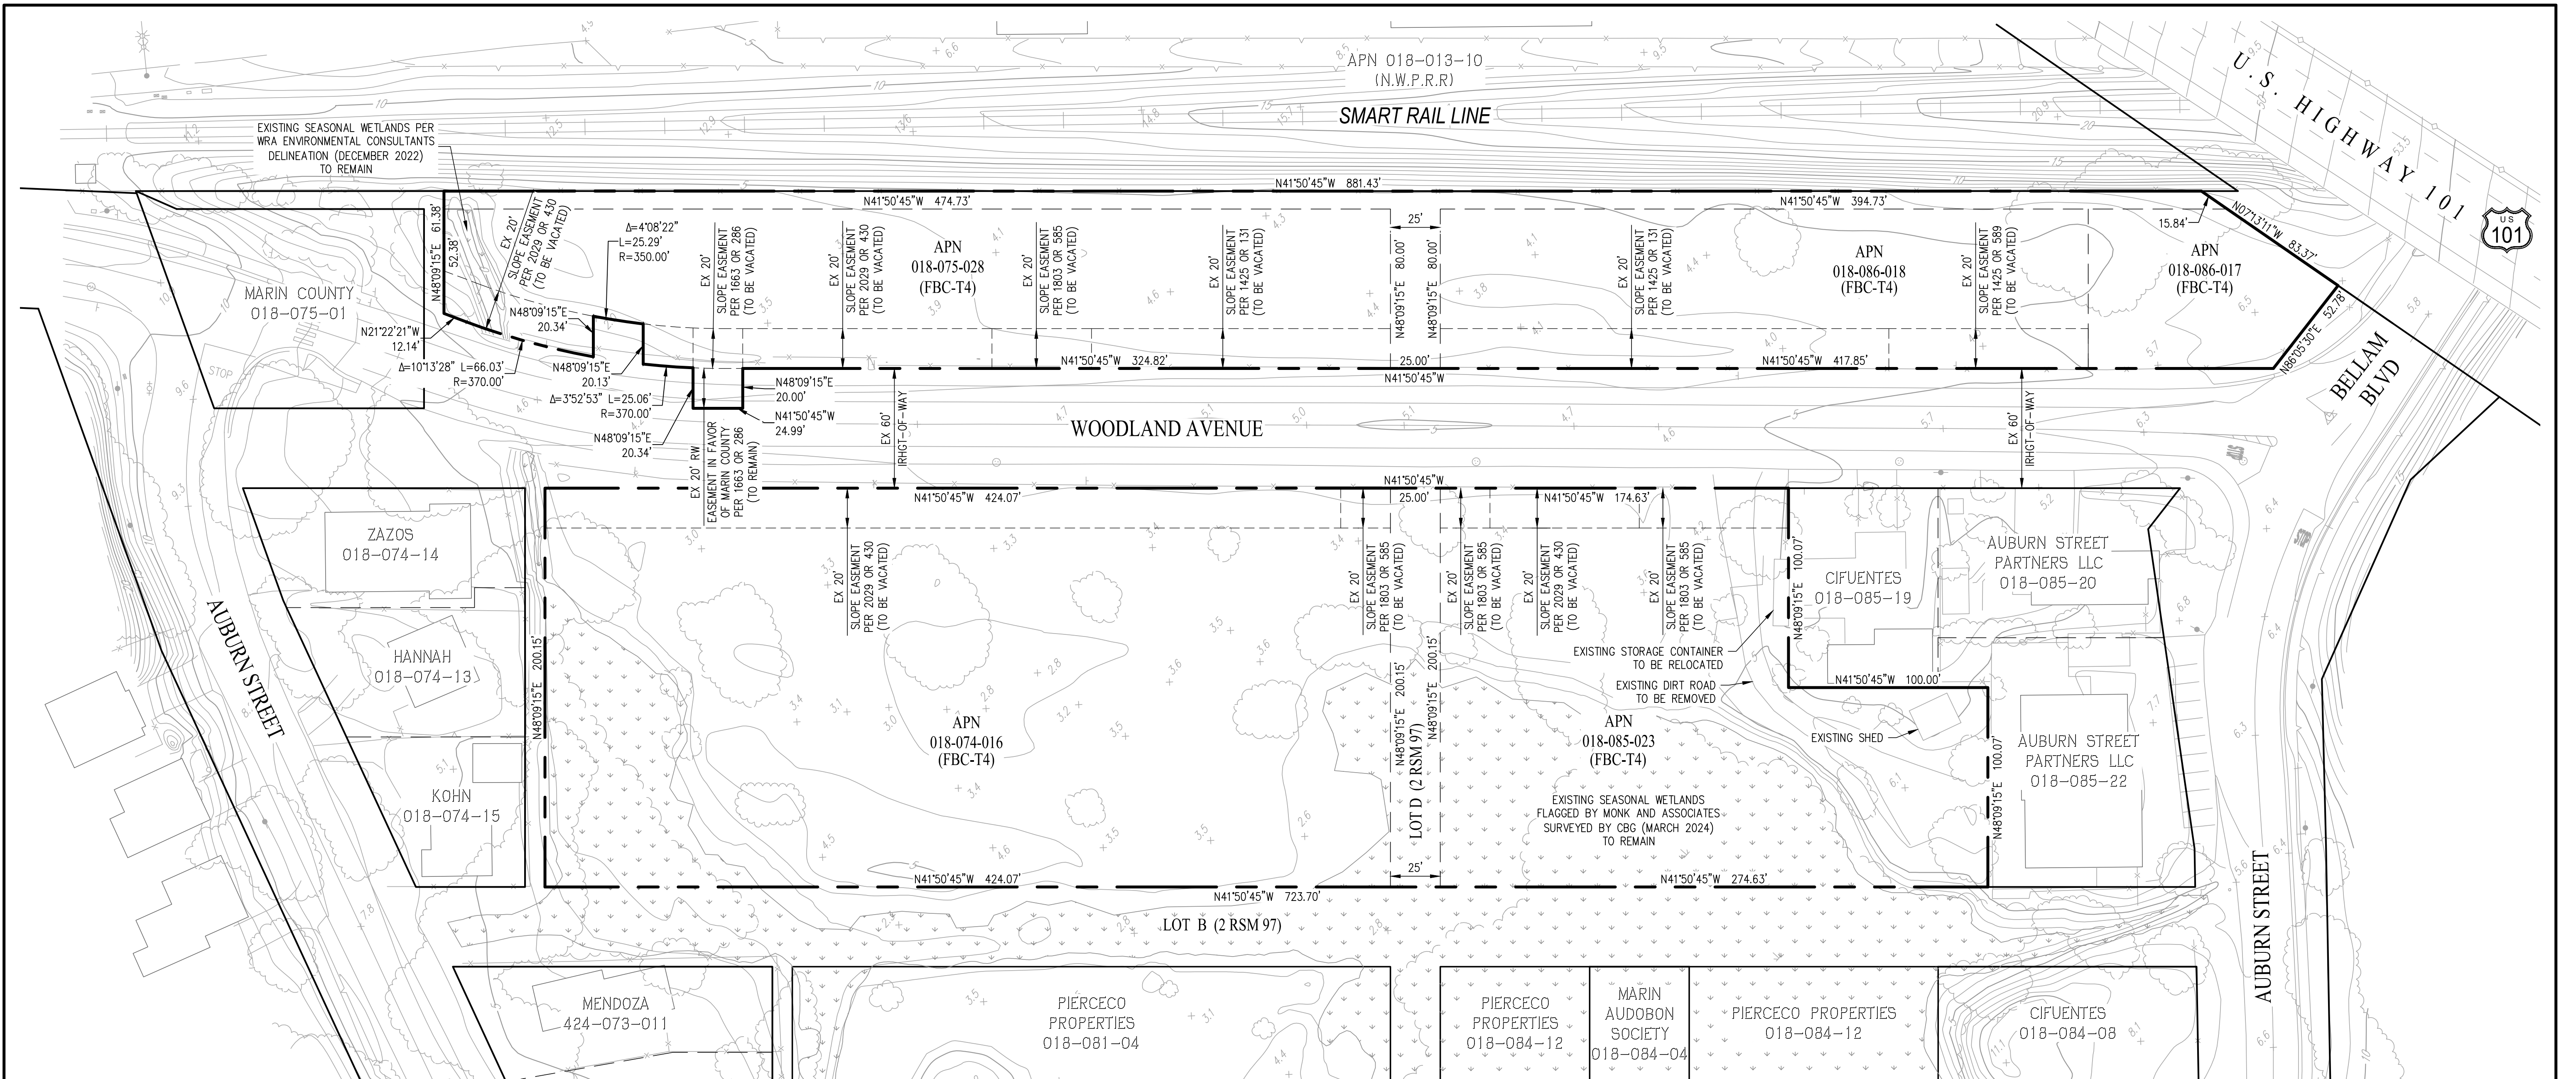 APN 018-013-10
(N.W.P.R.R)
SMART RAIL LINE
U.S. HIGHWAY 101
US
101
EXISTING SEASONAL WETLANDS PER
WRA ENVIRONMENTAL CONSULTANTS
DELINEATION (DECEMBER 2022)
TO REMAIN
N41°50'45"W 881.43'
N41°50'45"W 474.73'
N41°50'45"W 394.73'
N48°09'15"E 61.38'
52.38'
EX 20'
SLOPE EASEMENT
PER 2029 OR 430
(TO BE VACATED)
Δ=4°08'22"
L=25.29'
R=350.00'
EX 20'
SLOPE EASEMENT
PER 1663 OR 286
(TO BE VACATED)
EX 20'
SLOPE EASEMENT
PER 2029 OR 430
(TO BE VACATED)
APN
018-075-028
(FBC-T4)
EX 20'
SLOPE EASEMENT
PER 1803 OR 585
(TO BE VACATED)
EX 20'
SLOPE EASEMENT
PER 1425 OR 131
(TO BE VACATED)
25'
N48°09'15"E 80.00'
N48°09'15"E 80.00'
EX 20'
SLOPE EASEMENT
PER 1425 OR 131
(TO BE VACATED)
APN
018-086-018
(FBC-T4)
EX 20'
SLOPE EASEMENT
PER 1425 OR 589
(TO BE VACATED)
15.84'
APN
018-086-017
(FBC-T4)
N07°13'11"W 83.37'
N86°05'30"E 52.78'
BELLAM
BLVD
MARIN COUNTY
018-075-01
STOP
N21°22'21"W
12.14'
N48°09'15"E
20.34'
Δ=10°13'28" L=66.03'
R=370.00'
N48°09'15"E
20.13'
Δ=3°52'53" L=25.06'
R=370.00'
N48°09'15"E
20.34'
N48°09'15"E
20.00'
N41°50'45"W
24.99'
N41°50'45"W 324.82'
25.00'
N41°50'45"W
N41°50'45"W 417.85'
EX 60'
IRHGT-OF-WAY
WOODLAND AVENUE
EX 60'
IRHGT-OF-WAY
EX 20' RW
EASEMENT IN FAVOR
OF MARIN COUNTY
PER 1663 OR 286
(TO REMAIN)
N41°50'45"W 424.07'
N41°50'45"W
25.00'
N41°50'45"W 174.63'
EX 20'
SLOPE EASEMENT
PER 2029 OR 430
(TO BE VACATED)
EX 20'
SLOPE EASEMENT
PER 1803 OR 585
(TO BE VACATED)
EX 20'
SLOPE EASEMENT
PER 1803 OR 585
(TO BE VACATED)
EX 20'
SLOPE EASEMENT
PER 2029 OR 430
(TO BE VACATED)
EX 20'
SLOPE EASEMENT
PER 1803 OR 585
(TO BE VACATED)
ZAZOS
018-074-14
HANNAH
018-074-13
KOHN
018-074-15
AUBURN STREET
N48°09'15"E 200.15'
APN
018-074-016
(FBC-T4)
N48°09'15"E 200.15'
LOT D (2 RSM 97)
N48°09'15"E 200.15'
25'
EXISTING STORAGE CONTAINER
TO BE RELOCATED
EXISTING DIRT ROAD
TO BE REMOVED
APN
018-085-023
(FBC-T4)
EXISTING SEASONAL WETLANDS
FLAGGED BY MONK AND ASSOCIATES
SURVEYED BY CBG (MARCH 2024)
TO REMAIN
N48°09'15"E 100.07'
N41°50'45"W 100.00'
EXISTING SHED
N48°09'15"E 100.07'
CIFUENTES
018-085-19
AUBURN STREET
PARTNERS LLC
018-085-20
AUBURN STREET
PARTNERS LLC
018-085-22
STOP
AUBURN STREET
N41°50'45"W 424.07'
N41°50'45"W 723.70'
N41°50'45"W 274.63'
LOT B (2 RSM 97)
MENDOZA
424-073-011
PIERCECO
PROPERTIES
018-081-04
PIERCECO
PROPERTIES
018-084-12
MARIN
AUDOBON
SOCIETY
018-084-04
PIERCECO PROPERTIES
018-084-12
CIFUENTES
018-084-08